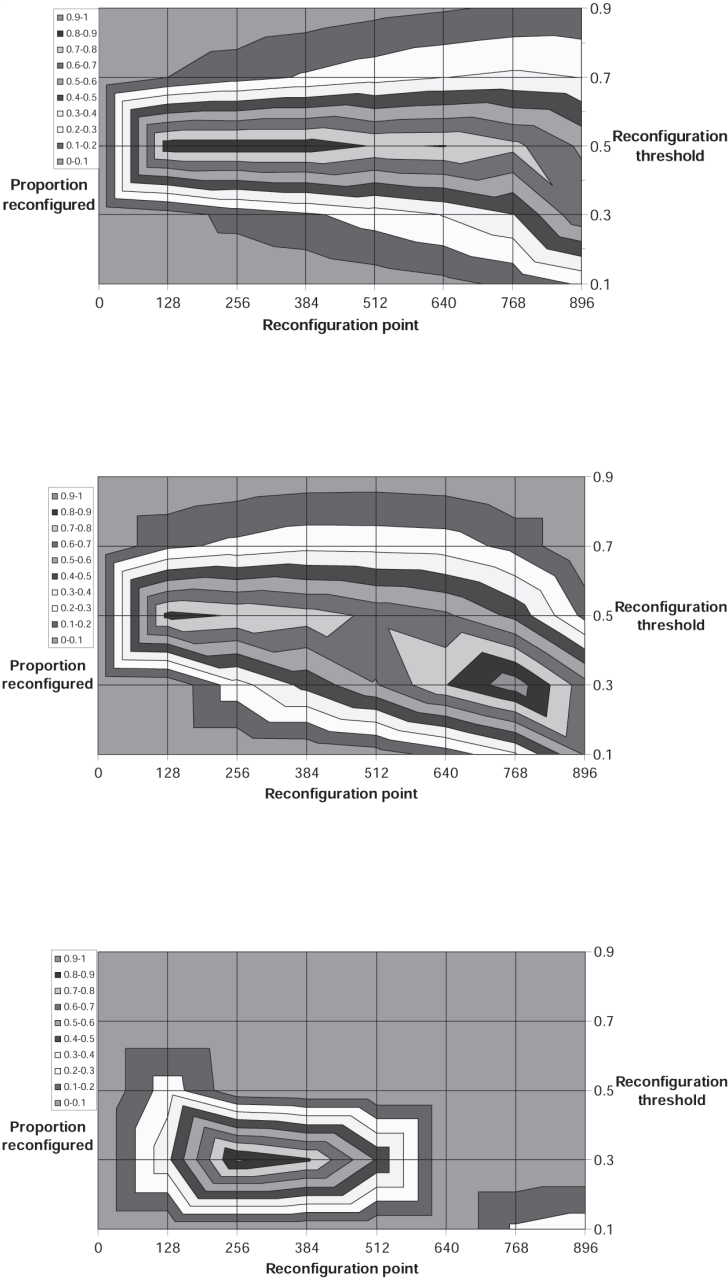 0.9-1
0.8-0.9
0.7-0.8
0.6-0.7
0.5-0.6
0.4-0.5
0.3-0.4
0.2-0.3
0.1-0.2
0-0.1
Proportion
reconfigured
0.9
0.7
0.5
0.3
0.1
Reconfiguration
threshold
0 128 256 384 512 640 768 896
Reconfiguration point
0.9-1
0.8-0.9
0.7-0.8
0.6-0.7
0.5-0.6
0.4-0.5
0.3-0.4
0.2-0.3
0.1-0.2
0-0.1
Proportion
reconfigured
0.9
0.7
0.5
0.3
0.1
Reconfiguration
threshold
0 128 256 384 512 640 768 896
Reconfiguration point
0.9-1
0.8-0.9
0.7-0.8
0.6-0.7
0.5-0.6
0.4-0.5
0.3-0.4
0.2-0.3
0.1-0.2
0-0.1
Proportion
reconfigured
0.9
0.7
0.5
0.3
0.1
Reconfiguration
threshold
0 128 256 384 512 640 768 896
Reconfiguration point